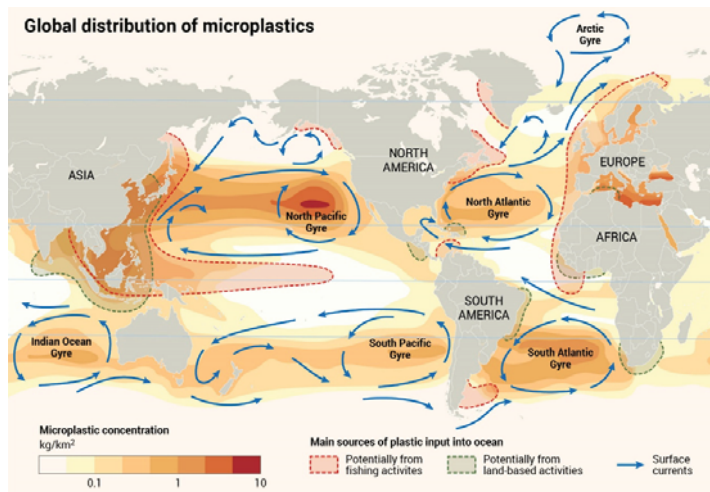 Global distribution of microplastics
Arctic
Gyre
ASIA
NORTH
AMERICA
EUROPE
North Pacific
Gyre
North Atlantic
Gyre
AFRICA
SOUTH
AMERICA
Indian Ocean
Gyre
South Pacific
Gyre
South Atlantic
Gyre
Microplastic concentration
kg/km²
0.1 1 10
Main sources of plastic input into ocean
Potentially from
fishing activites
Potentially from
land-based activities
Surface
currents